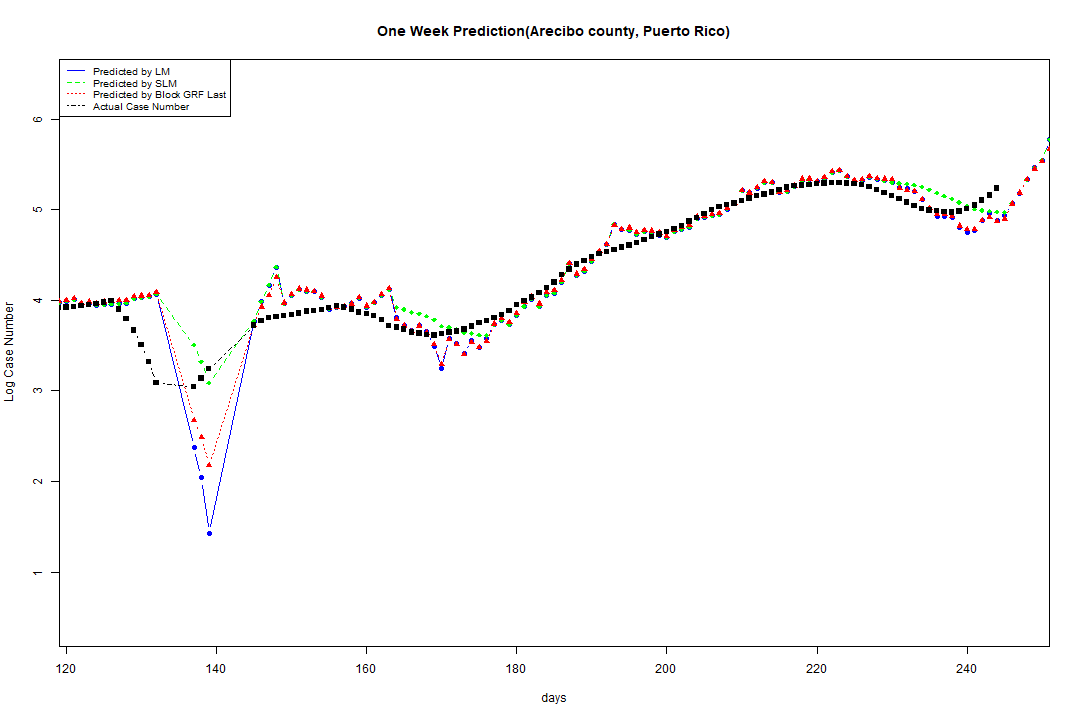 One Week Prediction(Arecibo county, Puerto Rico)
Predicted by LM
Predicted by SLM
Predicted by Block GRF Last
Actual Case Number
Log Case Number
6
5
4
3
2
1
120 140 160 180 200 220 240
days